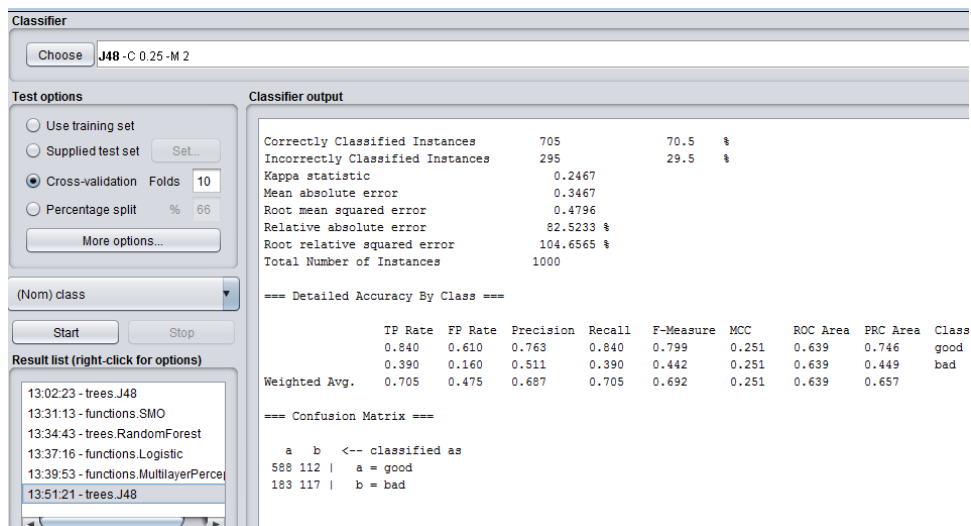 Classifier
Choose J48 -C 0.25 -M 2
Test options
Use training set
Supplied test set Set...
Cross-validation Folds 10
Percentage split % 66
More options...
(Nom) class
Start Stop
Result list (right-click for options)
13:02:23 - trees.J48
13:31:13 - functions.SMO
13:34:43 - trees.RandomForest
13:37:16 - functions.Logistic
13:39:53 - functions.MultilayerPercep
13:51:21 - trees.J48
Classifier output
Correctly Classified Instances 705 70.5 %
Incorrectly Classified Instances 295 29.5 %
Kappa statistic 0.2467
Mean absolute error 0.3467
Root mean squared error 0.4796
Relative absolute error 82.5233 %
Root relative squared error 104.6565 %
Total Number of Instances 1000
=== Detailed Accuracy By Class ===
TP Rate FP Rate Precision Recall F-Measure MCC ROC Area PRC Area Class
0.840 0.610 0.763 0.840 0.799 0.251 0.639 0.746 good
0.390 0.160 0.511 0.390 0.442 0.251 0.639 0.449 bad
Weighted Avg. 0.705 0.475 0.687 0.705 0.692 0.251 0.639 0.657
=== Confusion Matrix ===
a b <-- classified as
588 112 | a = good
183 117 | b = bad